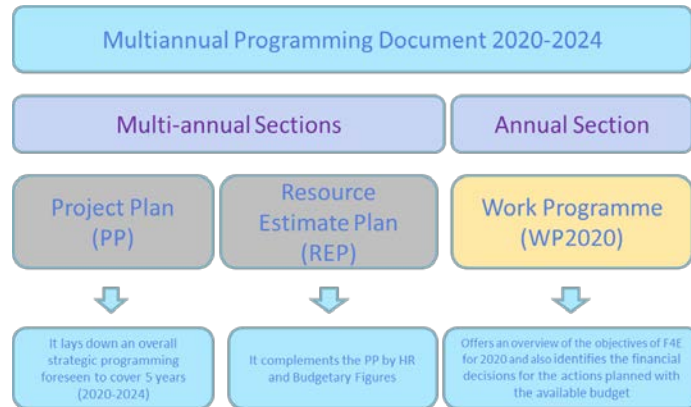 Multiannual Programming Document 2020-2024
Multi-annual Sections
Annual Section
Project Plan
(PP)
Resource
Estimate Plan
(REP)
Work Programme
(WP2020)
It lays down an overall
strategic programming
foreseen to cover 5 years
(2020-2024)
It complements the PP by HR
and Budgetary Figures
Offers an overview of the objectives of F4E
for 2020 and also identifies the financial
decisions for the actions planned with
the available budget